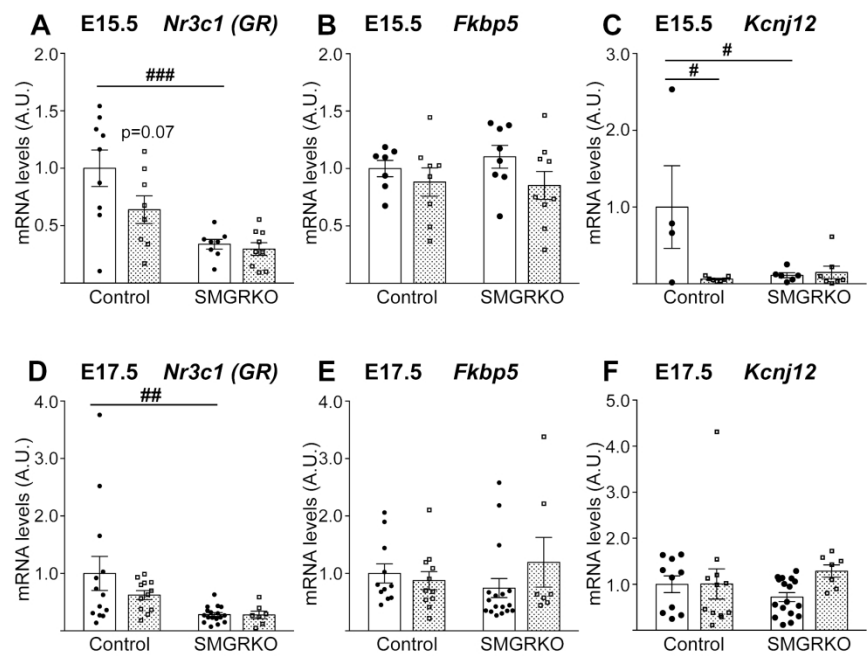 A E15.5 Nr3c1 (GR)
mRNA levels (A.U.)
2.0
1.5
1.0
0.5
###
p=0.07
Control SMGRKO
B E15.5 Fkbp5
mRNA levels (A.U.)
2.0
1.5
1.0
0.5
Control SMGRKO
C E15.5 Kcnj12
mRNA levels (A.U.)
3.0
2.0
1.0
#
#
Control SMGRKO
D E17.5 Nr3c1 (GR)
mRNA levels (A.U.)
4.0
3.0
2.0
1.0
##
Control SMGRKO
E E17.5 Fkbp5
mRNA levels (A.U.)
4.0
3.0
2.0
1.0
Control SMGRKO
F E17.5 Kcnj12
mRNA levels (A.U.)
5.0
4.0
3.0
2.0
1.0
Control SMGRKO